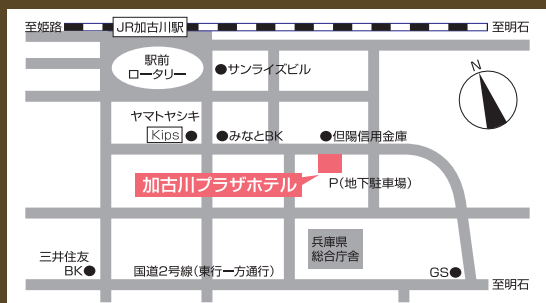 至姫路
JR加古川駅
至明石
駅前
ロータリー
サンライズビル
N
ヤマトヤシキ
Kips
みなとBK
但陽信用金庫
加古川プラザホテル
P(地下駐車場)
兵庫県
総合庁舎
三井住友
BK
国道2号線(東行一方通行)
GS
至明石